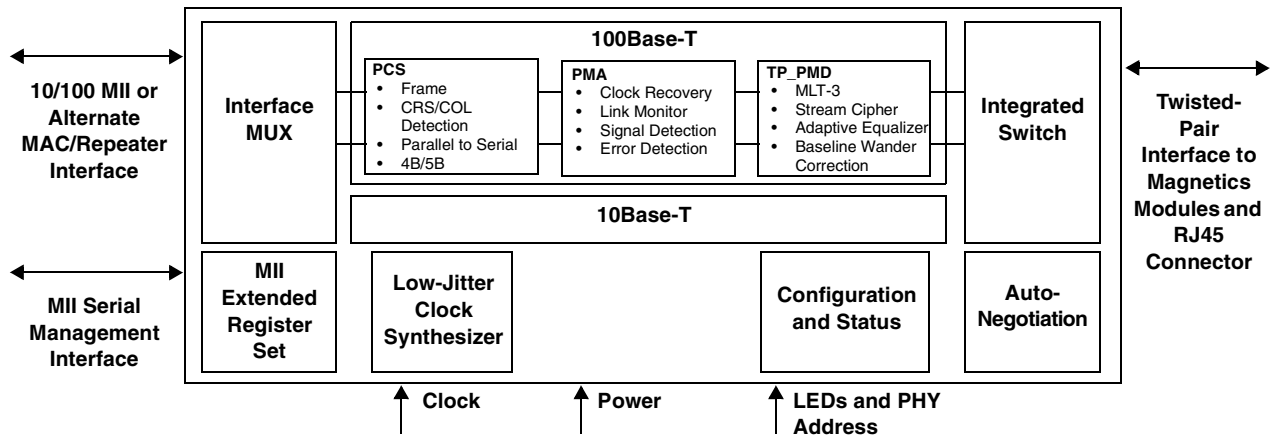 10/100 MII or
Alternate
MAC/Repeater
Interface
Interface
MUX
100Base-T
PCS
• Frame
• CRS/COL
Detection
• Parallel to Serial
• 4B/5B
PMA
• Clock Recovery
• Link Monitor
• Signal Detection
• Error Detection
TP_PMD
• MLT-3
• Stream Cipher
• Adaptive Equalizer
• Baseline Wander
Correction
Integrated
Switch
Twisted-
Pair
Interface to
Magnetics
Modules and
RJ45
Connector
10Base-T
MII Serial
Management
Interface
MII
Extended
Register
Set
Low-Jitter
Clock
Synthesizer
Configuration
and Status
Auto-
Negotiation
Clock
Power
LEDs and PHY
Address